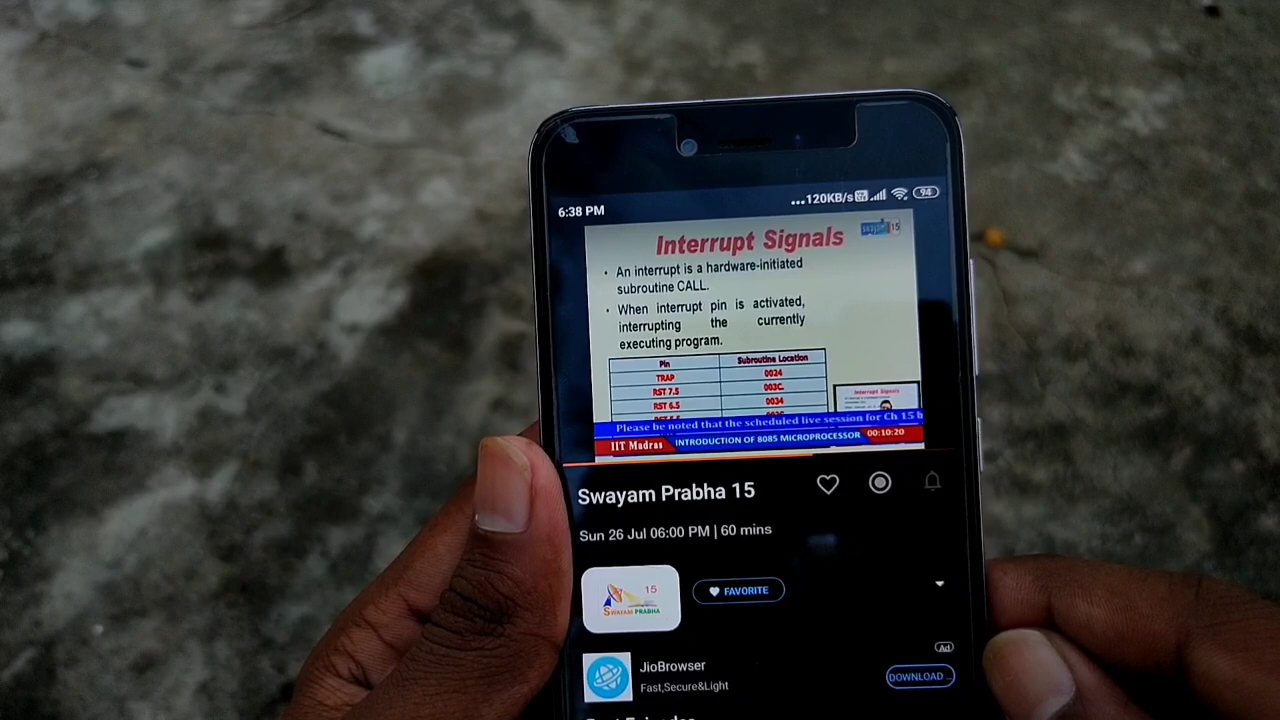 6:38 PM
...120KB/s
94
Interrupt Signals
15
• An interrupt is a hardware-initiated
subroutine CALL.
• When interrupt pin is activated,
interrupting the currently
executing program.
Pin Subroutine Location
TRAP 0024
RST 7.5 003C
RST 6.5 0034
Interrupt Signals
Please be noted that the scheduled live session for Ch 15 b
IIT Madras INTRODUCTION OF 8085 MICROPROCESSOR 00:10:20
Swayam Prabha 15
Sun 26 Jul 06:00 PM | 60 mins
15
SWAYAM PRABHA
FAVORITE
Ad
JioBrowser
Fast,Secure&Light
DOWNLOAD ...